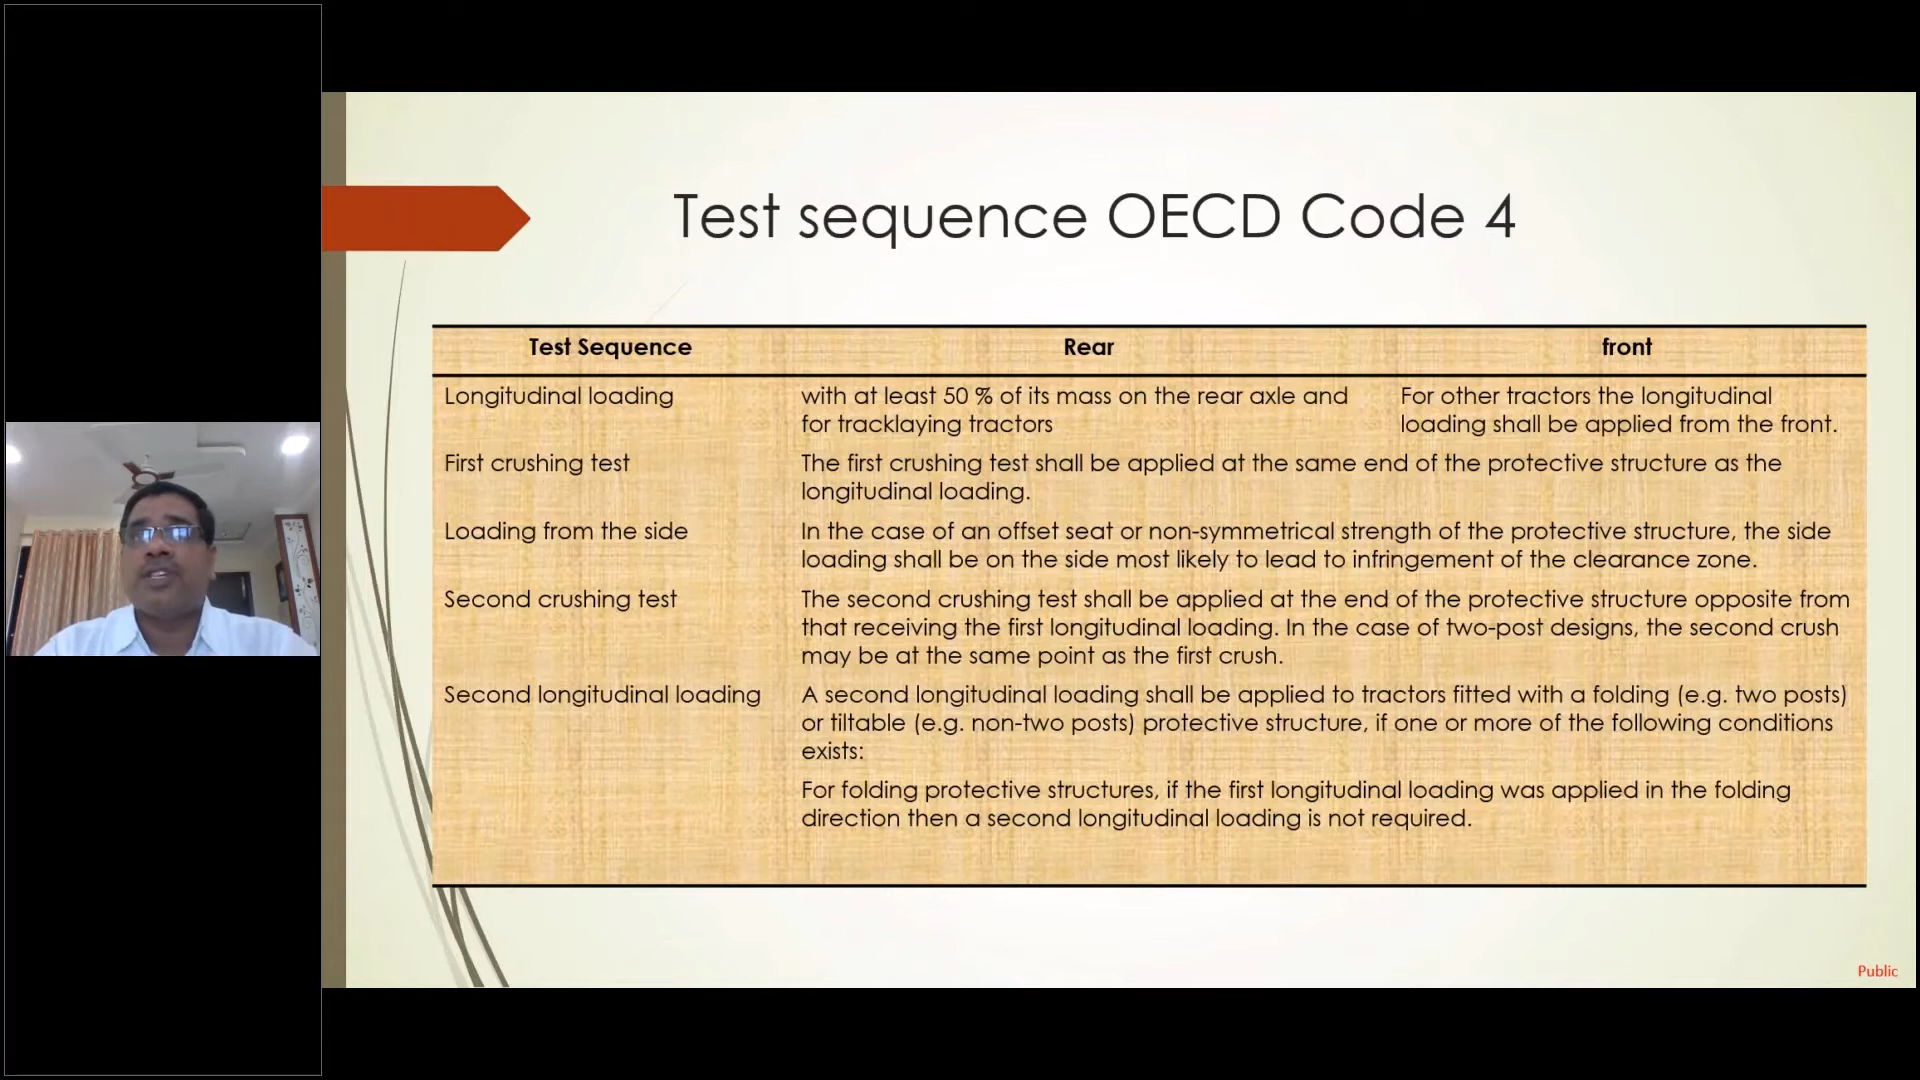 Test sequence OECD Code 4
Test Sequence Rear front
Longitudinal loading
with at least 50 % of its mass on the rear axle and
for tracklaying tractors
For other tractors the longitudinal
loading shall be applied from the front.
First crushing test
The first crushing test shall be applied at the same end of the protective structure as the
longitudinal loading.
Loading from the side
In the case of an offset seat or non-symmetrical strength of the protective structure, the side
loading shall be on the side most likely to lead to infringement of the clearance zone.
Second crushing test
The second crushing test shall be applied at the end of the protective structure opposite from
that receiving the first longitudinal loading. In the case of two-post designs, the second crush
may be at the same point as the first crush.
Second longitudinal loading
A second longitudinal loading shall be applied to tractors fitted with a folding (e.g. two posts)
or tiltable (e.g. non-two posts) protective structure, if one or more of the following conditions
exists:
For folding protective structures, if the first longitudinal loading was applied in the folding
direction then a second longitudinal loading is not required.
Public